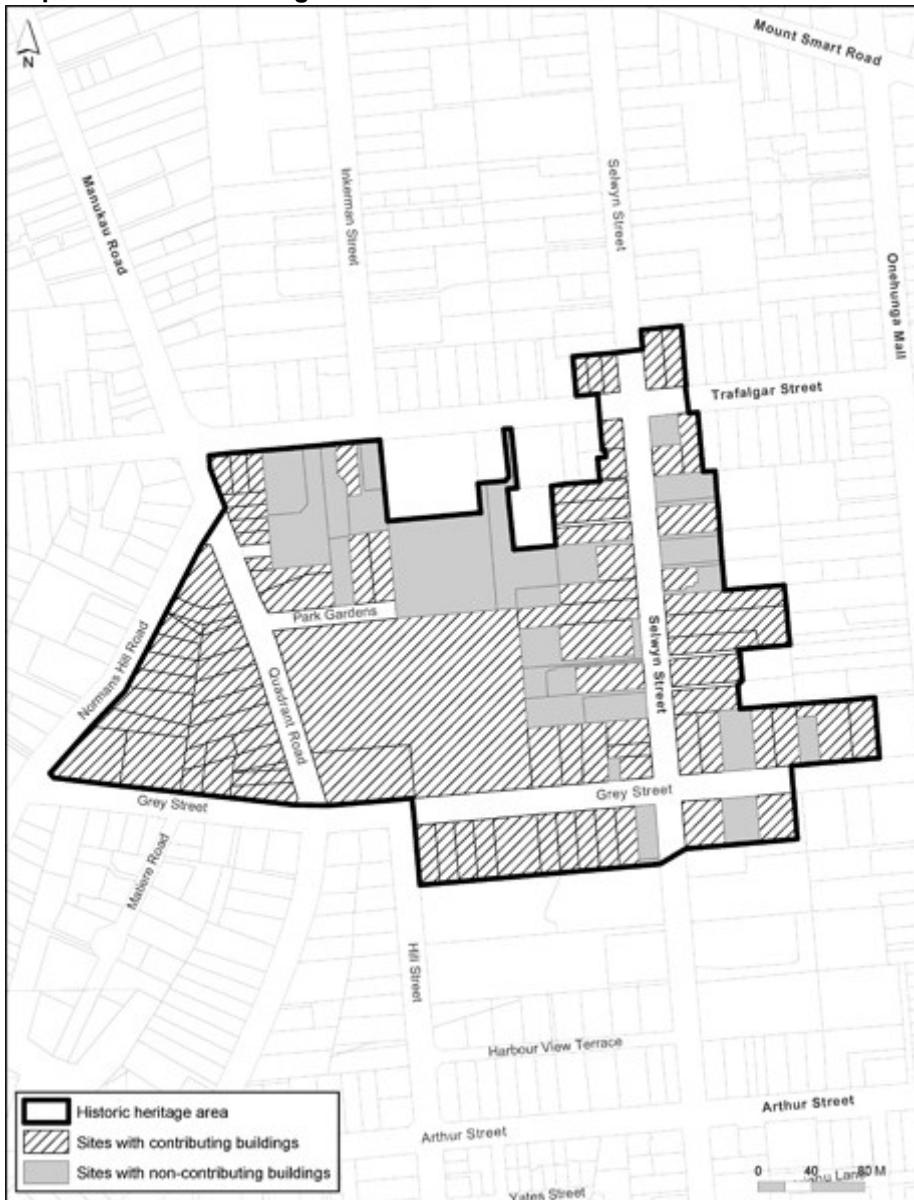 N
Mount Smart Road
Manukau Road
Inkerman Street
Selwyn Street
Onehunga Mall
Trafalgar Street
Park Gardens
Normans Hill Road
Quadrant Road
Selwyn Street
Grey Street
Grey Street
Matiere Road
Hill Street
Harbour View Terrace
Historic heritage area
Sites with contributing buildings
Sites with non-contributing buildings
Arthur Street
Arthur Street
Yates Street
0 40 80 M
Lane